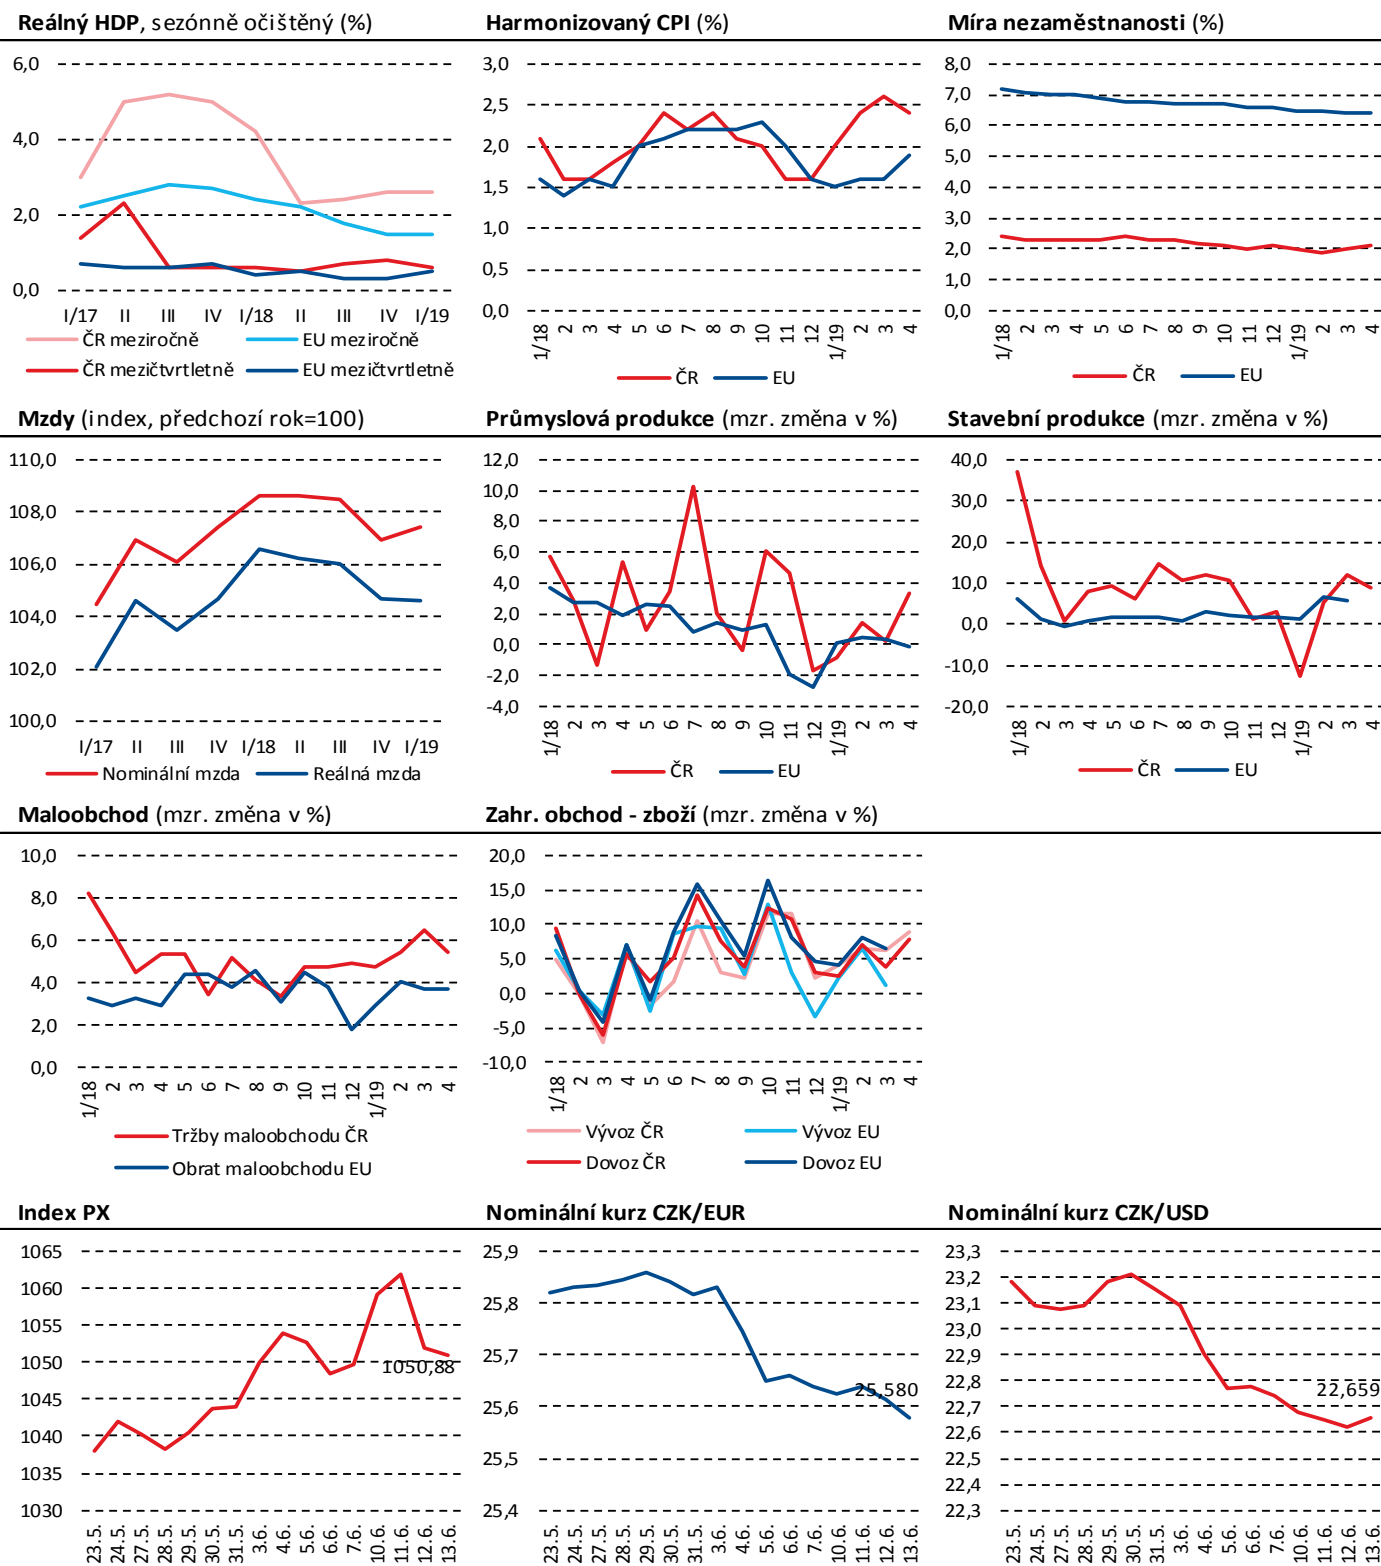 Reálný HDP, sezónně očištěný (%)
6,0
4,0
2,0
0,0
I/17 II III IV I/18 II III IV I/19
ČR meziročně EU meziročně
ČR mezičtvrtletně EU mezičtvrtletně
Harmonizovaný CPI (%)
3,0
2,5
2,0
1,5
1,0
0,5
0,0
1/18 2 3 4 5 6 7 8 9 10 11 12 1/19 2 3 4
ČR EU
Míra nezaměstnanosti (%)
8,0
7,0
6,0
5,0
4,0
3,0
2,0
1,0
0,0
1/18 2 3 4 5 6 7 8 9 10 11 12 1/19 2 3 4
ČR EU
Mzdy (index, předchozí rok=100)
110,0
108,0
106,0
104,0
102,0
100,0
I/17 II III IV I/18 II III IV I/19
Nominální mzda Reálná mzda
Průmyslová produkce (mzr. změna v %)
12,0
10,0
8,0
6,0
4,0
2,0
0,0
-2,0
-4,0
1/18 2 3 4 5 6 7 8 9 10 11 12 1/19 2 3 4
ČR EU
Stavební produkce (mzr. změna v %)
40,0
30,0
20,0
10,0
0,0
-10,0
-20,0
1/18 2 3 4 5 6 7 8 9 10 11 12 1/19 2 3 4
ČR EU
Maloobchod (mzr. změna v %)
10,0
8,0
6,0
4,0
2,0
0,0
1/18 2 3 4 5 6 7 8 9 10 11 12 1/19 2 3 4
Tržby maloobchodu ČR
Obrat maloobchodu EU
Zahr. obchod - zboží (mzr. změna v %)
20,0
15,0
10,0
5,0
0,0
-5,0
-10,0
1/18 2 3 4 5 6 7 8 9 10 11 12 1/19 2 3 4
Vývoz ČR Vývoz EU
Dovoz ČR Dovoz EU
Index PX
1065
1060
1055
1050
1045
1040
1035
1030
1050,88
23.5. 24.5. 27.5. 28.5. 29.5. 30.5. 31.5. 3.6. 4.6. 5.6. 6.6. 7.6. 10.6. 11.6. 12.6. 13.6.
Nominální kurz CZK/EUR
25,9
25,8
25,7
25,6
25,5
25,4
25,580
23.5. 24.5. 27.5. 28.5. 29.5. 30.5. 31.5. 3.6. 4.6. 5.6. 6.6. 7.6. 10.6. 11.6. 12.6. 13.6.
Nominální kurz CZK/USD
23,3
23,2
23,1
23,0
22,9
22,8
22,7
22,6
22,5
22,4
22,3
22,659
23.5. 24.5. 27.5. 28.5. 29.5. 30.5. 31.5. 3.6. 4.6. 5.6. 6.6. 7.6. 10.6. 11.6. 12.6. 13.6.